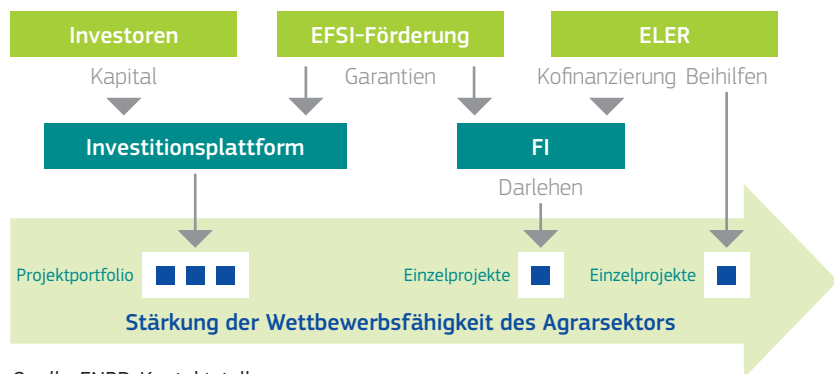 Investoren EFSI-Förderung ELER
Kapital Garantien Kofinanzierung Beihilfen
Investitionsplattform FI
Darlehen
Projektportfolio Einzelprojekte Einzelprojekte
Stärkung der Wettbewerbsfähigkeit des Agrarsektors